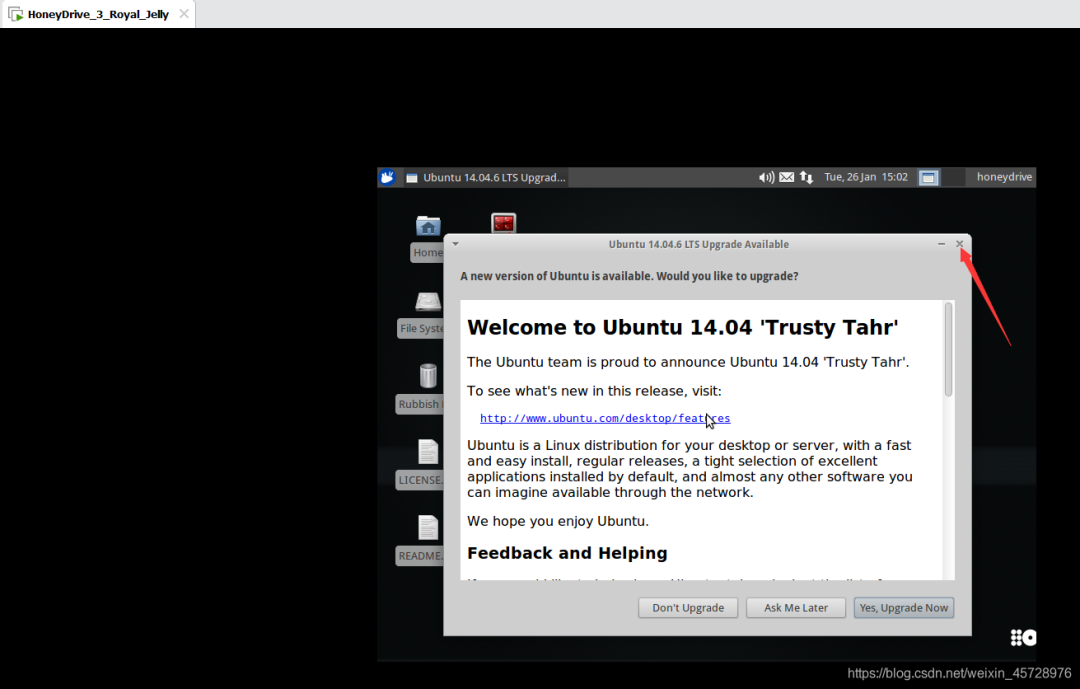 HoneyDrive_3_Royal_Jelly
Ubuntu 14.04.6 LTS Upgrad...
Tue, 26 Jan 15:02
honeydrive
Home
Ubuntu 14.04.6 LTS Upgrade Available
A new version of Ubuntu is available. Would you like to upgrade?
File Syste
Rubbish
LICENSE.
README.
Welcome to Ubuntu 14.04 'Trusty Tahr'
The Ubuntu team is proud to announce Ubuntu 14.04 'Trusty Tahr'.
To see what's new in this release, visit:
http://www.ubuntu.com/desktop/features
Ubuntu is a Linux distribution for your desktop or server, with a fast
and easy install, regular releases, a tight selection of excellent
applications installed by default, and almost any other software you
can imagine available through the network.
We hope you enjoy Ubuntu.
Feedback and Helping
Don't Upgrade
Ask Me Later
Yes, Upgrade Now
https://blog.csdn.net/weixin_45728976